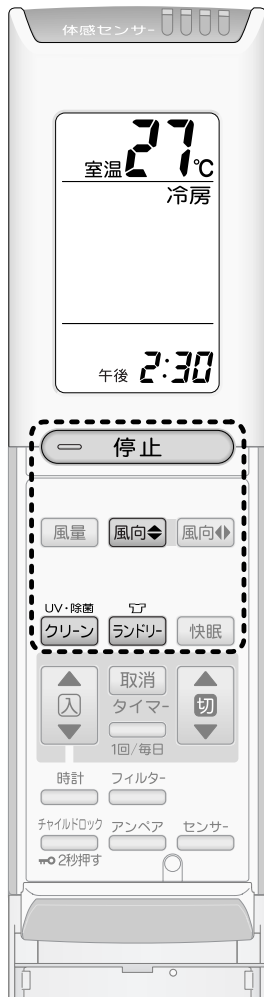 体感センサー
室温27℃
冷房
午後 2:30
停止
風量 風向 風向
UV・除菌
クリーン ランドリー 快眠
入 取消 切
タイマー
1回/毎日
時計 フィルター
チャイルドロック アンペア センサー
2秒押す